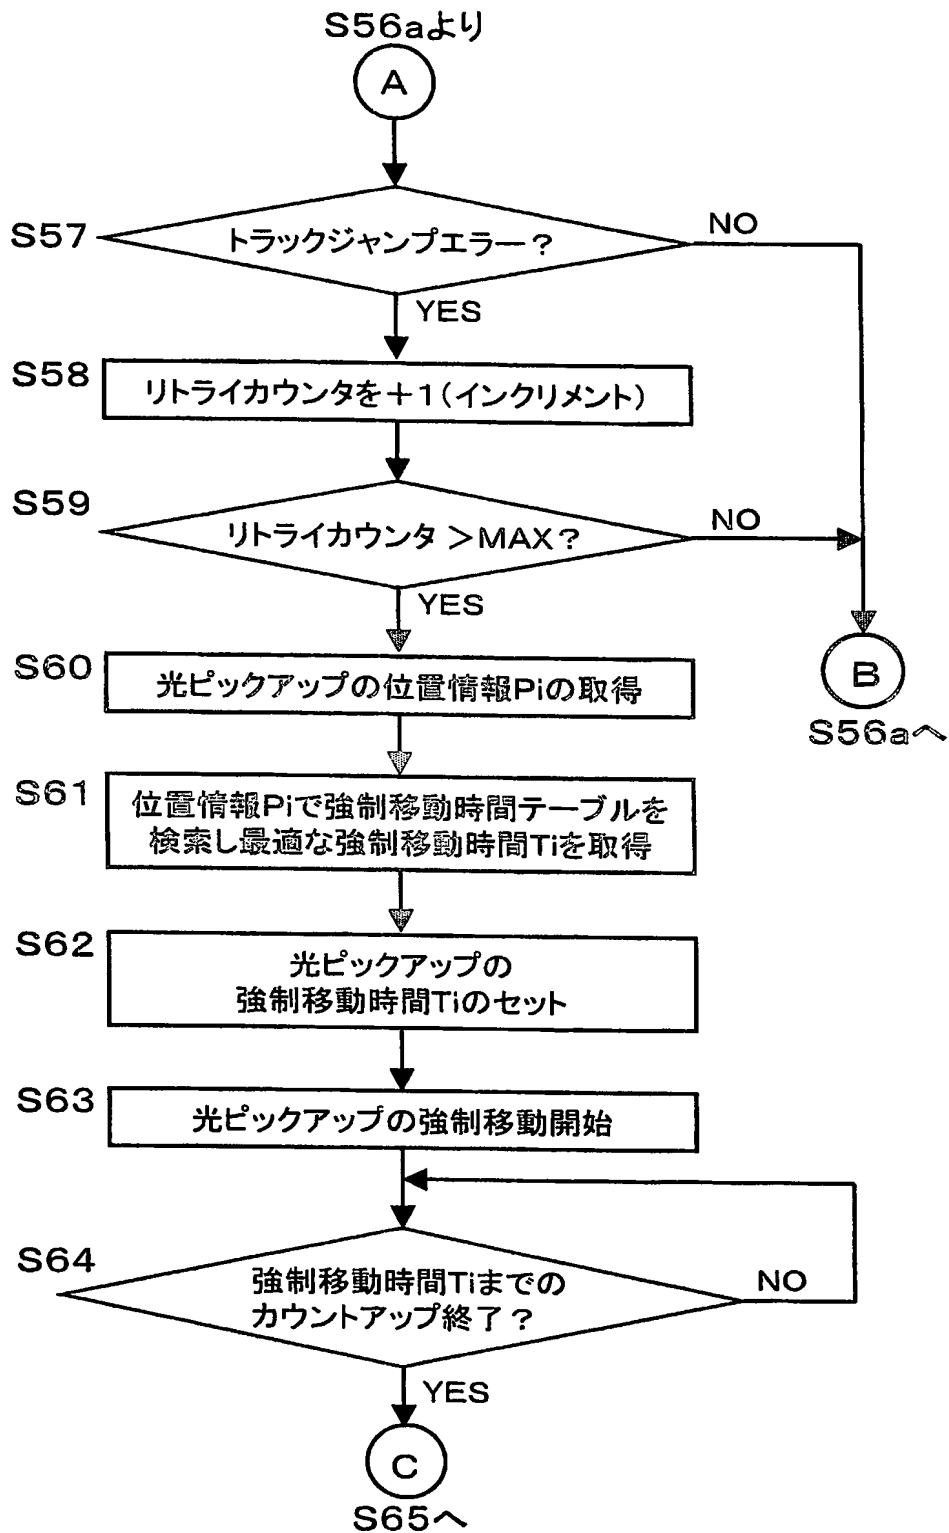 S56aより
A
S57
トラックジャンプエラー？
NO
YES
S58
リトライカウンタを＋1（インクリメント）
S59
リトライカウンタ ＞MAX？
NO
YES
S60
光ピックアップの位置情報Piの取得
B
S56aへ
S61
位置情報Piで強制移動時間テーブルを
検索し最適な強制移動時間Tiを取得
S62
光ピックアップの
強制移動時間Tiのセット
S63
光ピックアップの強制移動開始
S64
強制移動時間Tiまでの
カウントアップ終了？
NO
YES
C
S65へ